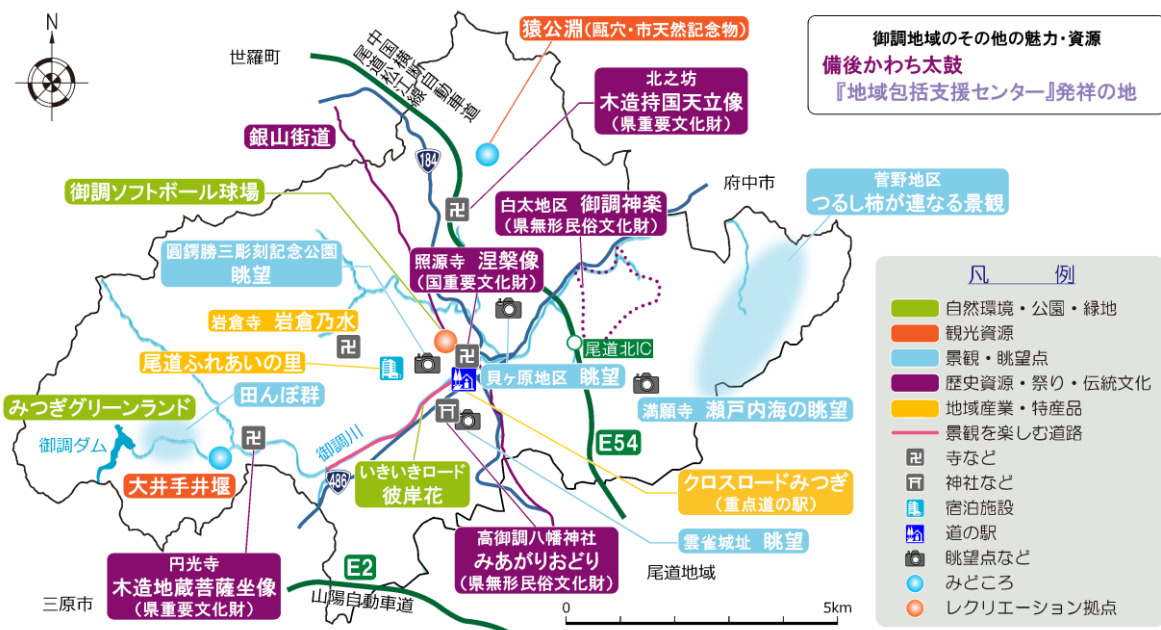 N
世羅町
中国横断自動車道
尾道松江線
猿公淵(甌穴・市天然記念物)
御調地域のその他の魅力・資源
備後かわち太鼓
『地域包括支援センター』発祥の地
北之坊
木造持国天立像
(県重要文化財)
銀山街道
184
御調ソフトボール球場
府中市
菅野地区
つるし柿が連なる景観
白太地区 御調神楽
(県無形民俗文化財)
圓鍔勝三彫刻記念公園
眺望
照源寺 涅槃像
(国重要文化財)
岩倉寺 岩倉乃水
尾道ふれあいの里
尾道北IC
貝ヶ原地区 眺望
田んぼ群
みつぎグリーンランド
満願寺 瀬戸内海の眺望
御調ダム
御調川
E54
大井手井堰
486
いきいきロード
彼岸花
クロスロードみつぎ
(重点道の駅)
高御調八幡神社
みあがりおどり
(県無形民俗文化財)
雲雀城址 眺望
円光寺
木造地蔵菩薩坐像
(県重要文化財)
E2
山陽自動車道
尾道地域
三原市
0
5km
凡 例
自然環境・公園・緑地
観光資源
景観・眺望点
歴史資源・祭り・伝統文化
地域産業・特産品
景観を楽しむ道路
寺など
神社など
宿泊施設
道の駅
眺望点など
みどころ
レクリエーション拠点